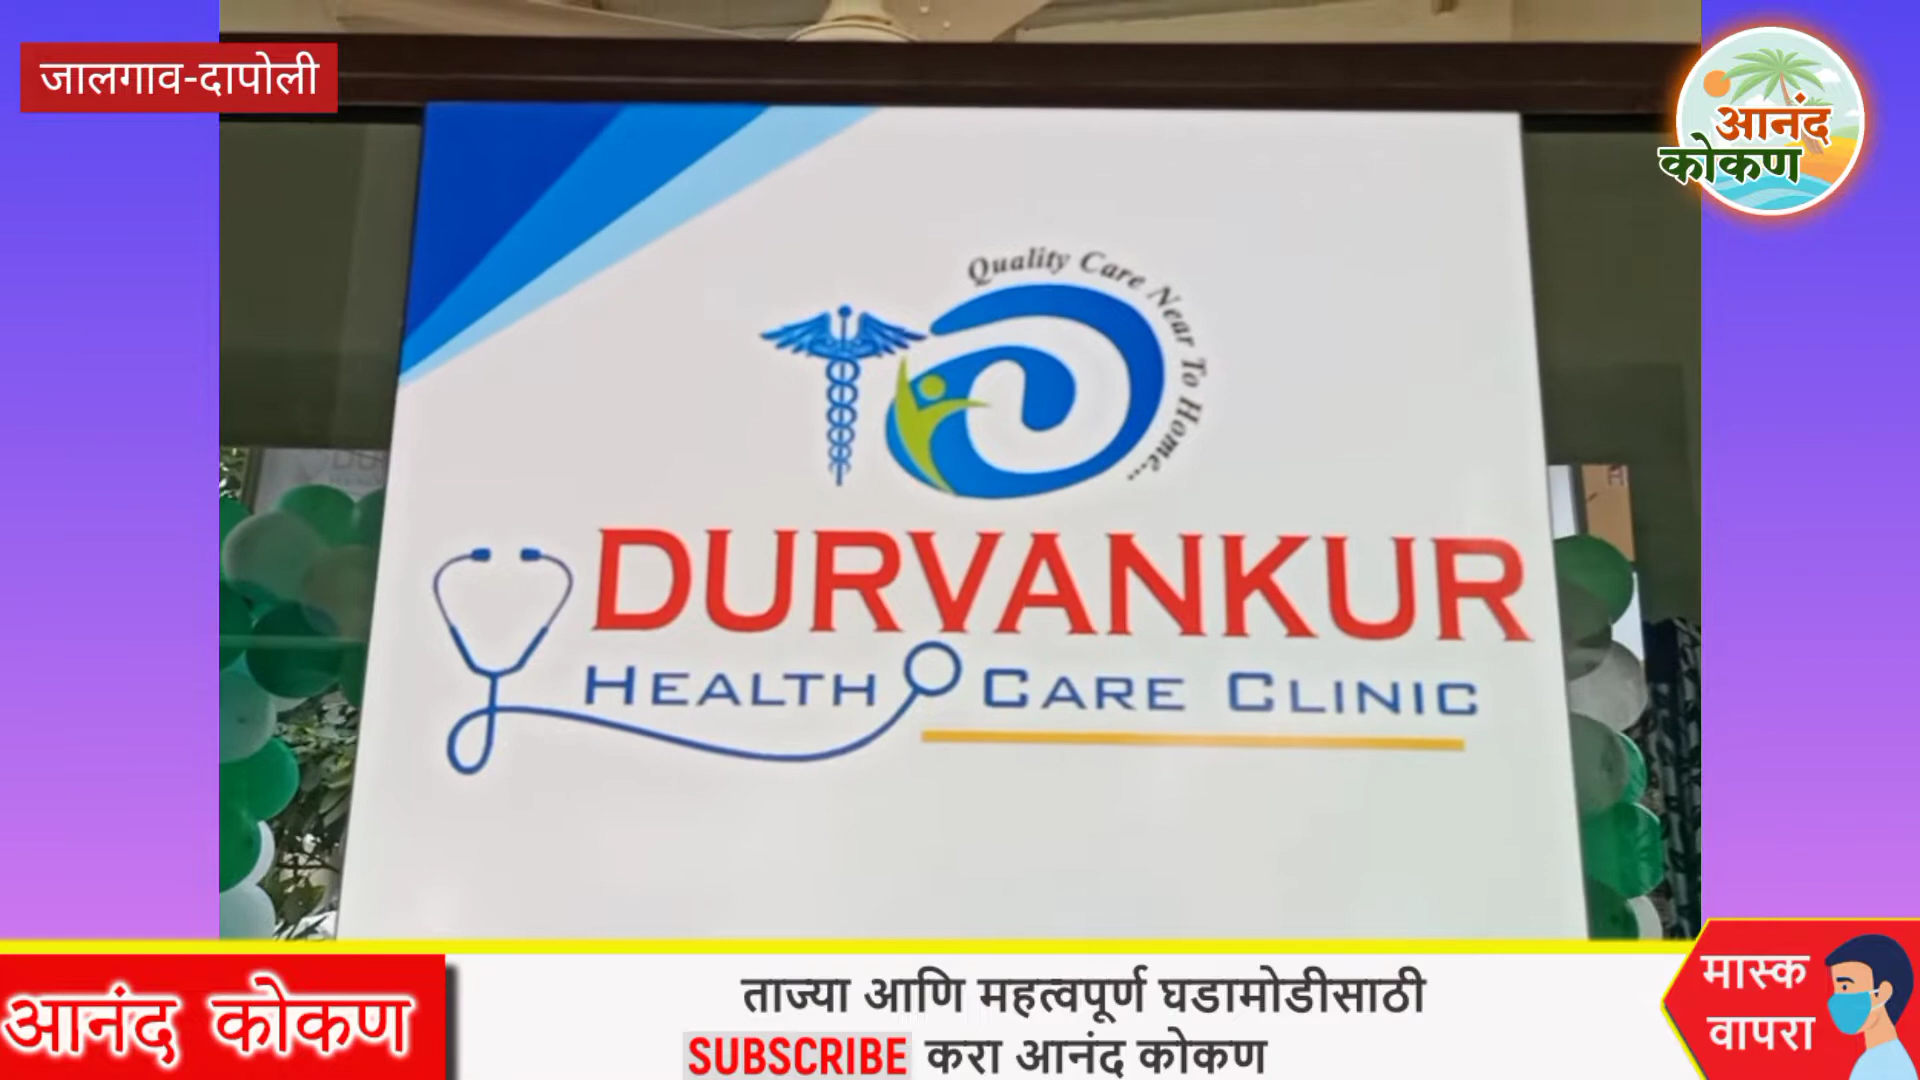 जालगाव-दापोली
आनंद
कोकण
Quality Care Near To Home...
DURVANKUR
HEALTH CARE CLINIC
आनंद कोकण
ताज्या आणि महत्वपूर्ण घडामोडीसाठी
SUBSCRIBE करा आनंद कोकण
मास्क
वापरा